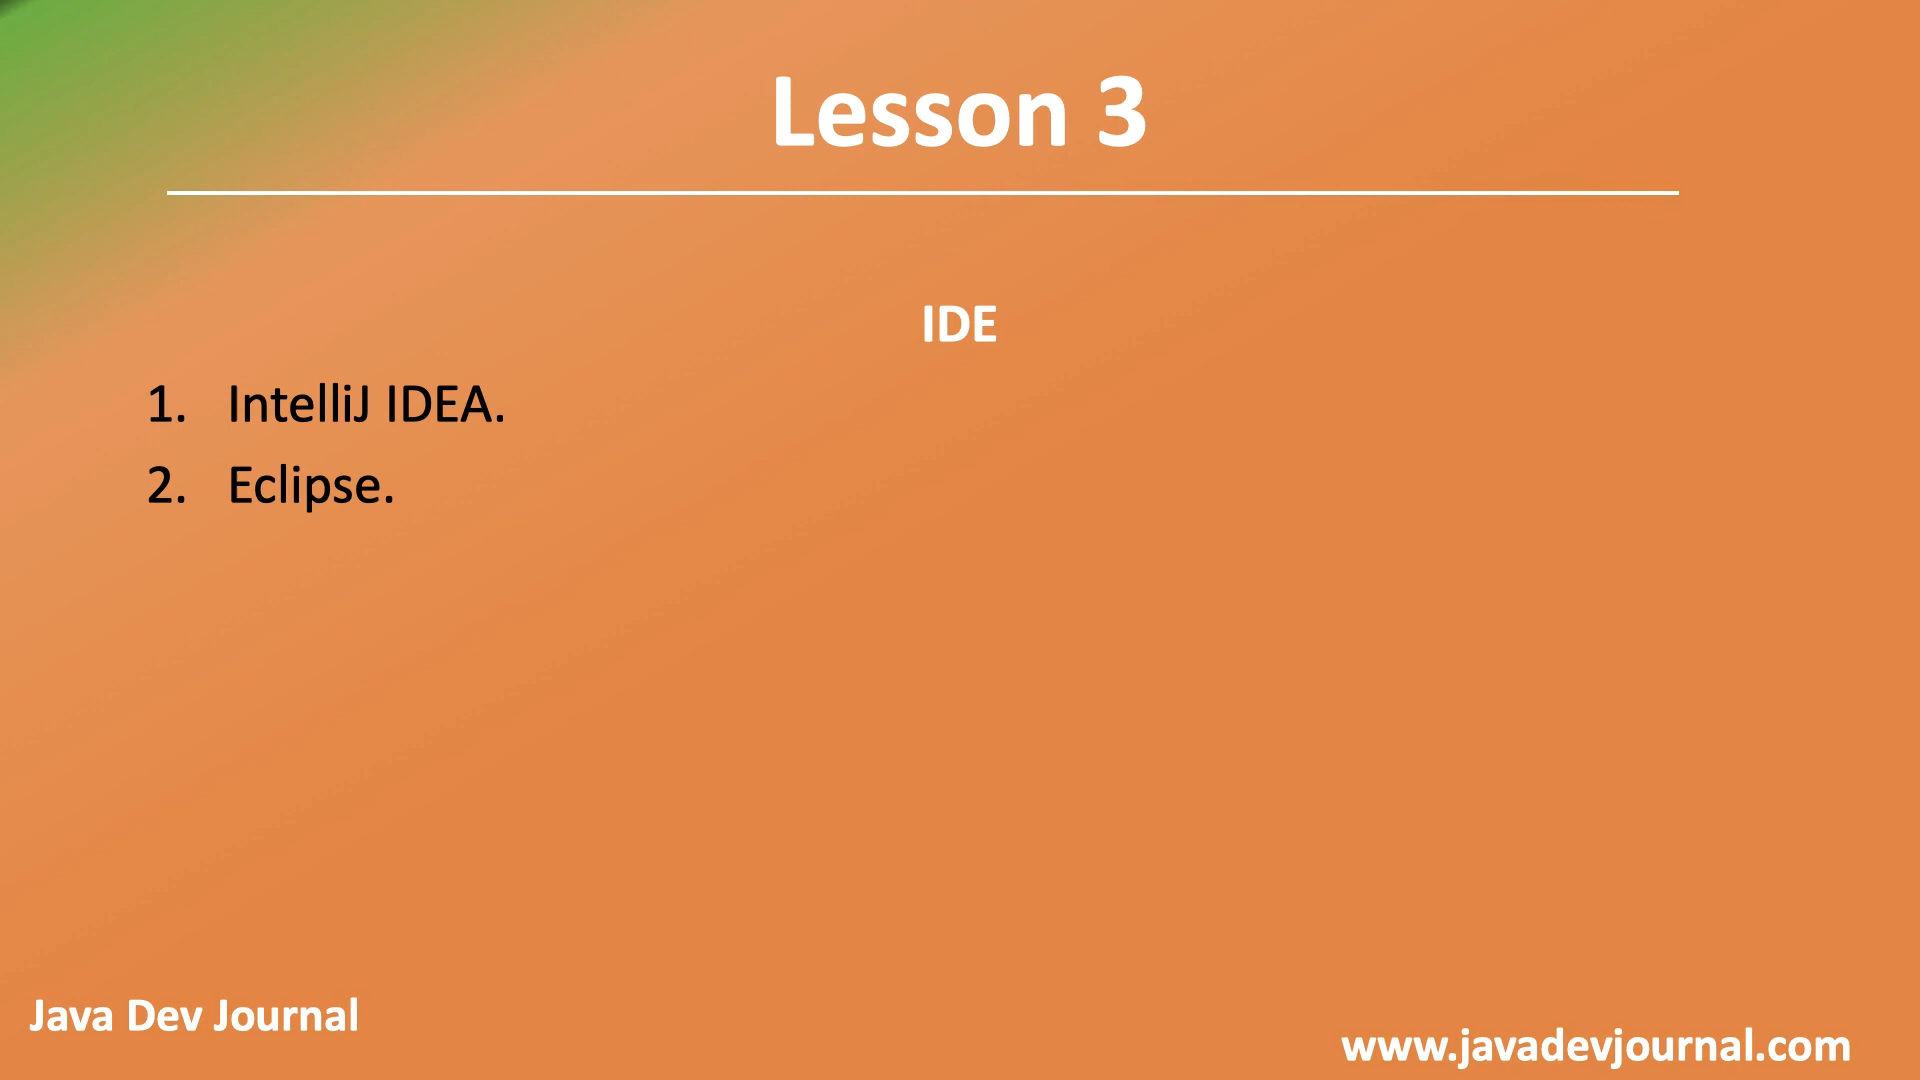 Lesson 3
IDE
1. IntelliJ IDEA.
2. Eclipse.
Java Dev Journal
www.javadevjournal.com